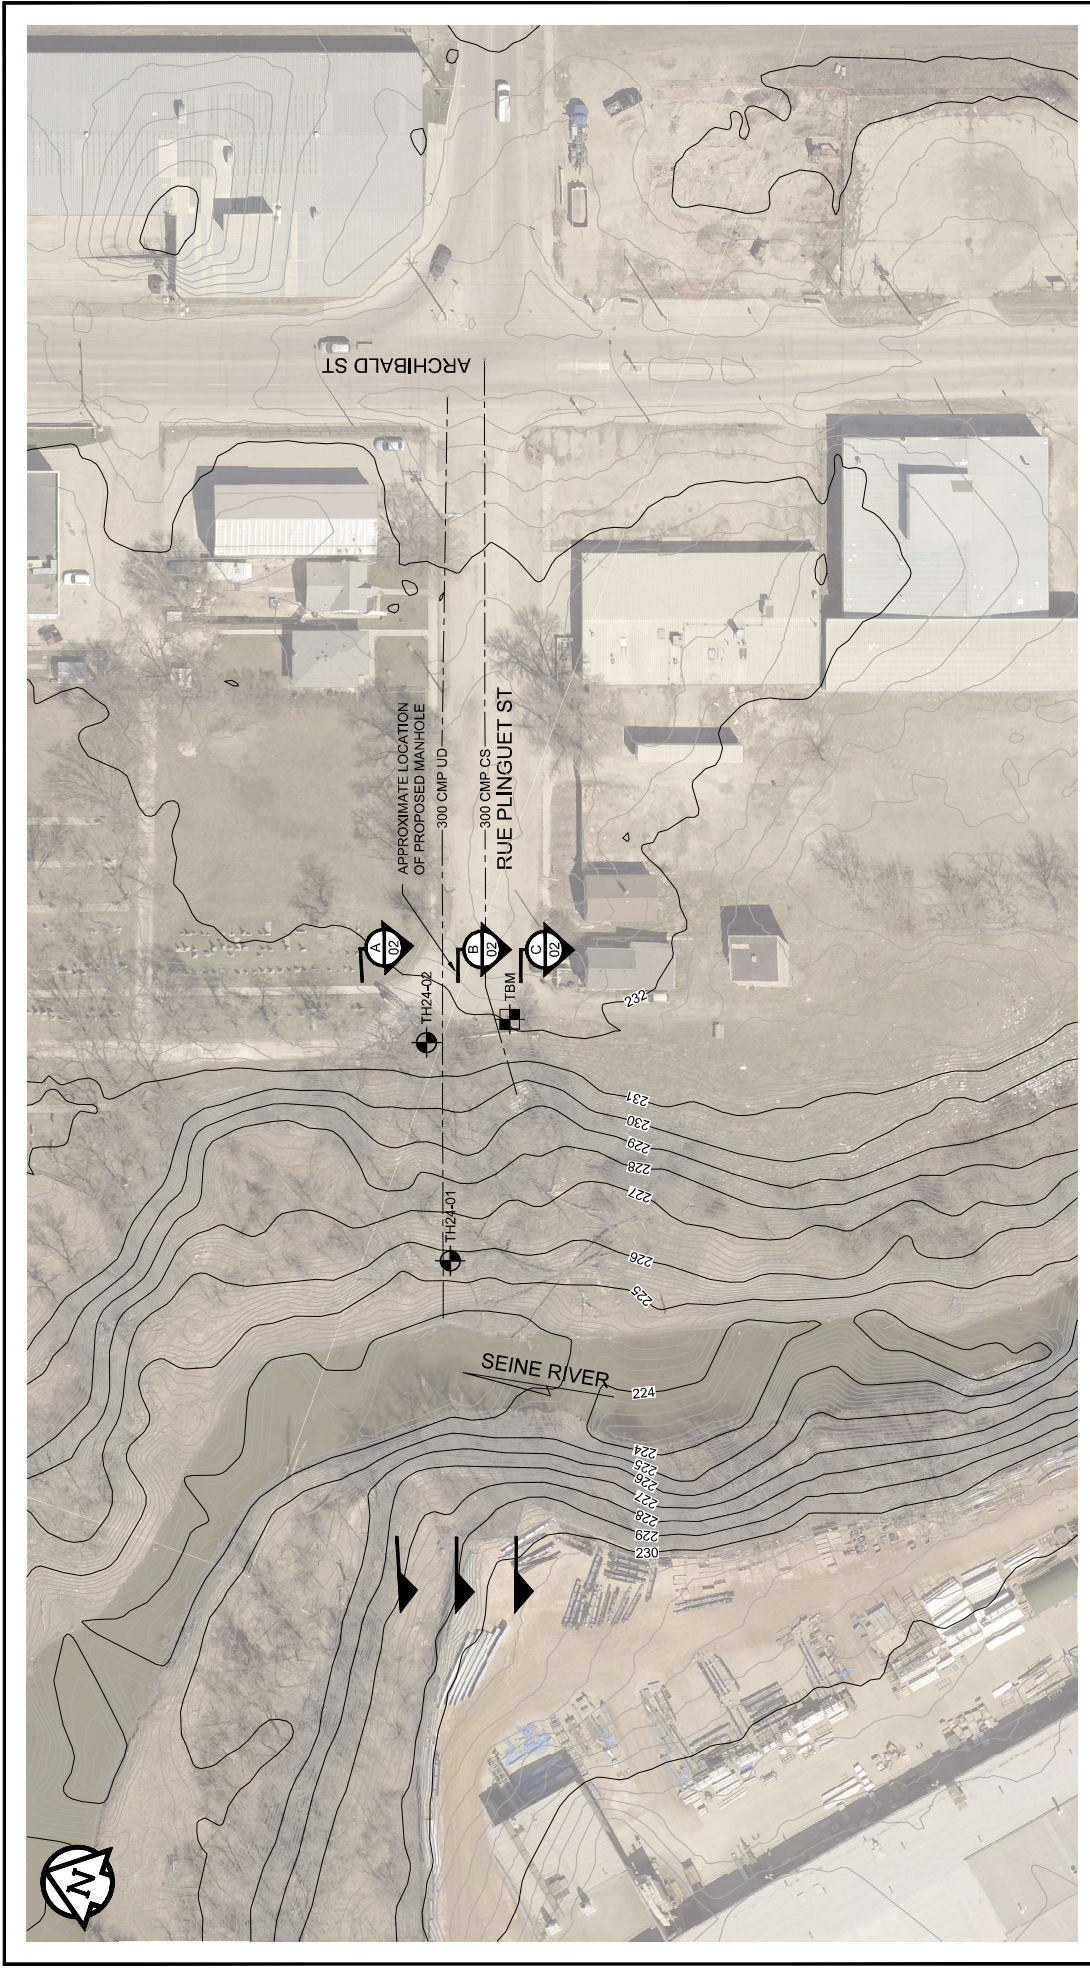 ARCHIBALD ST
APPROXIMATE LOCATION
OF PROPOSED MANHOLE
300 CMP UD
300 CMP CS
RUE PLINGUET ST
A
02
B
02
C
02
TH24-02
TBM
232
231
230
229
228
227
TH24-01
226
225
SEINE RIVER
224
224
225
226
227
228
229
230
N